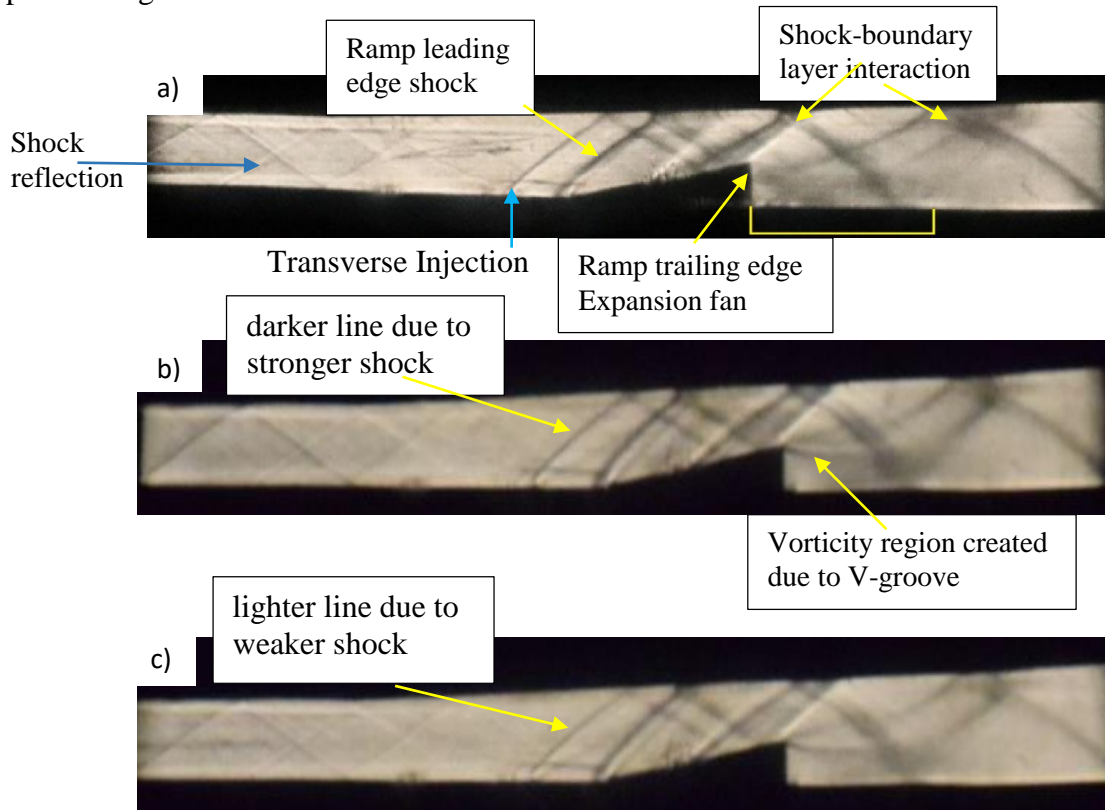 Ramp leading
edge shock
Shock-boundary
layer interaction
a)
Shock
reflection
Transverse Injection
Ramp trailing edge
Expansion fan
darker line due to
stronger shock
b)
Vorticity region created
due to V-groove
lighter line due to
weaker shock
c)